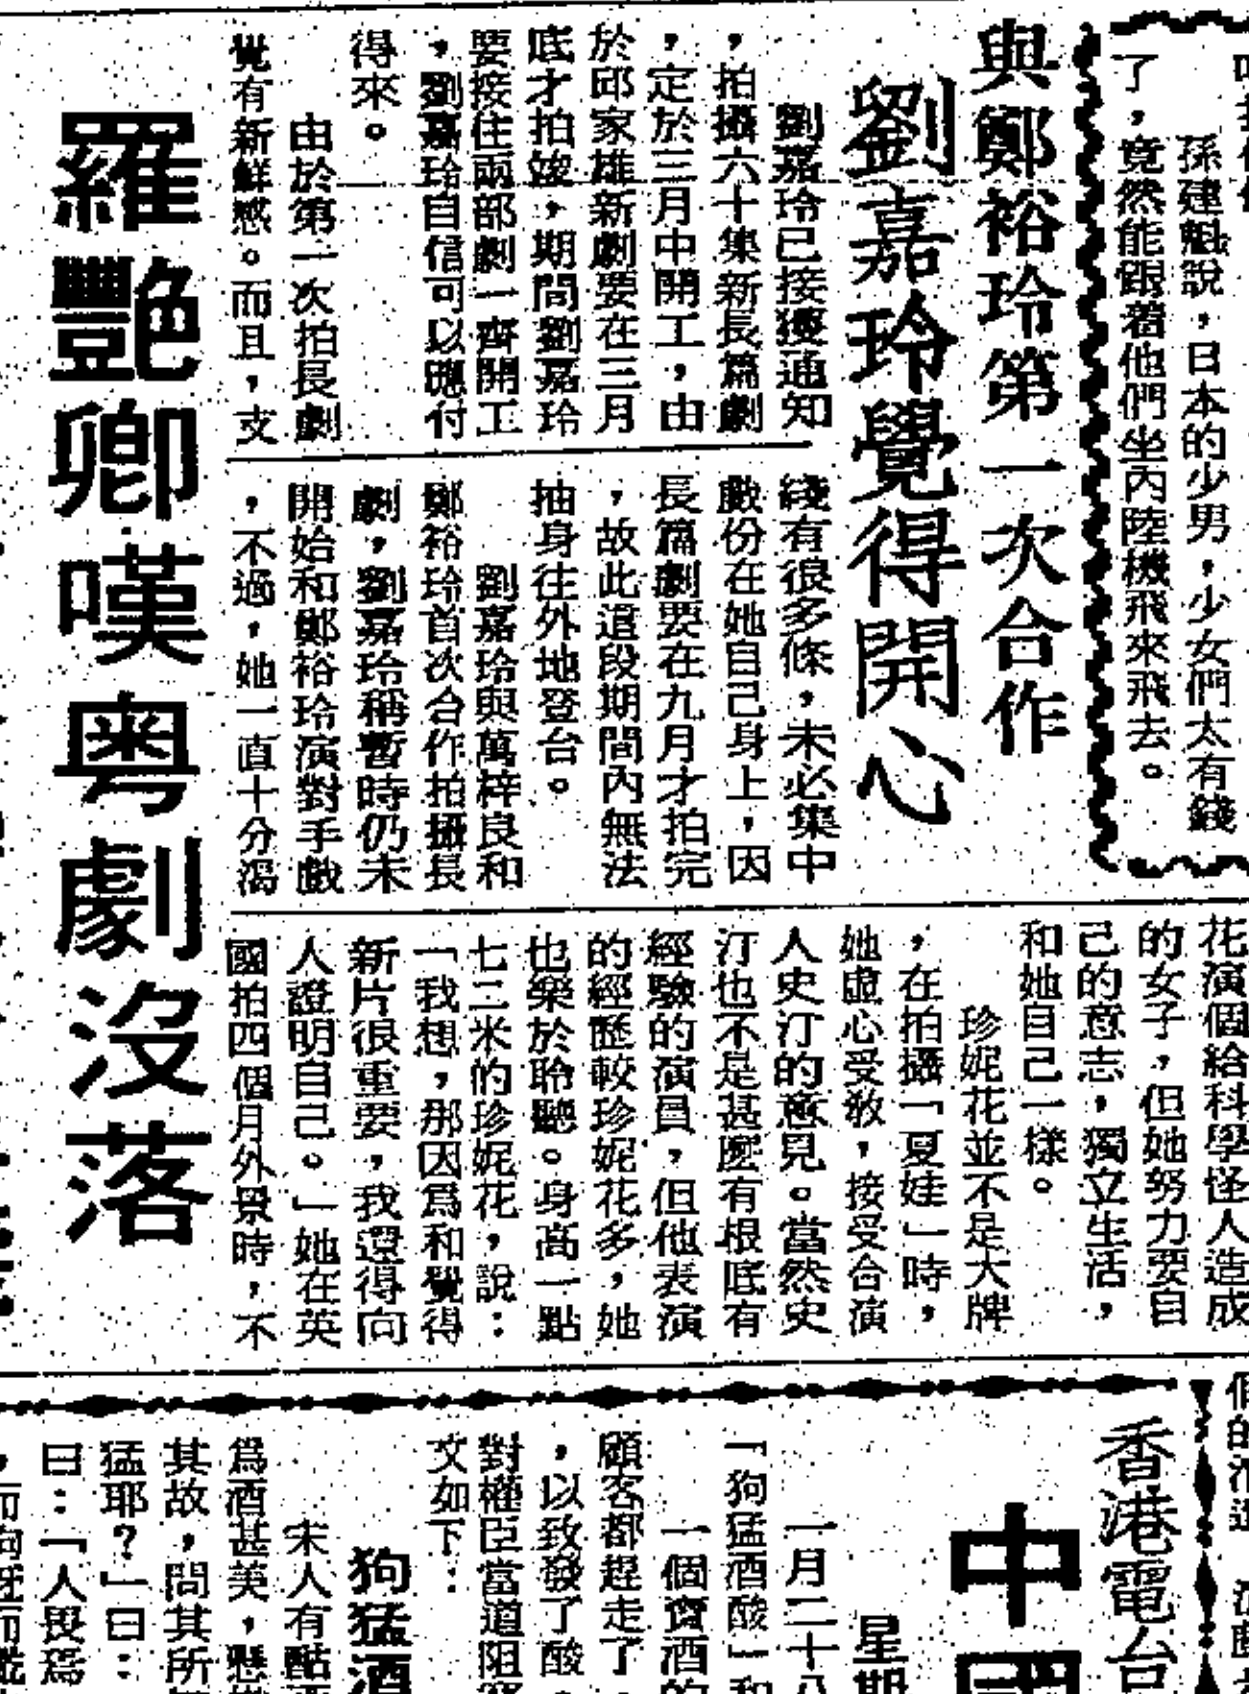 孫建魁說，日本的少男，少女們太有錢
了，竟然能跟着他們坐內陸機飛來飛去。
與鄭裕玲第一次合作
劉嘉玲覺得開心
劉嘉玲已接獲通知
，拍攝六十集新長篇劇
，定於三月中開工，由
於邱家雄新劇要在三月
底才拍竣，期間劉嘉玲
要接住兩部劇一齊開工
，劉嘉玲自信可以應付
得來。
由於第一次拍長劇
覺有新鮮感。而且，支
綫有很多條，未必集中
戲份在她自己身上，因
長篇劇要在九月才拍完
，故此這段期間內無法
抽身往外地登台。
劉嘉玲與萬梓良和
鄭裕玲首次合作拍攝長
劇，劉嘉玲稱暫時仍未
開始和鄭裕玲演對手戲
，不過，她一直十分渴
花演個給科學怪人造成
的女子，但她努力要自
己的意志，獨立生活，
和她自己一樣。
珍妮花並不是大牌
，在拍攝「夏娃」時，
她虛心受敎，接受合演
人史汀的意見。當然史
汀也不是甚麽有根底有
經驗的演員，但他表演
的經歷較珍妮花多，她
也樂於聆聽。身高一點
七二米的珍妮花，說：
「我想，那因爲和覺得
新片很重要，我還得向
人證明自己。」她在英
國拍四個月外景時，不
羅艷卿嘆粤劇沒落
香港電台
中國
星期
一月二十八
「狗猛酒酸」和
一個賣酒的
顧客都趕走了，
，以致發了酸，
對權臣當道阻塞
文如下：
狗猛酒
宋人有酤酒
爲酒甚美，懸
其故，問其所
猛耶？」曰：
曰：「人畏焉